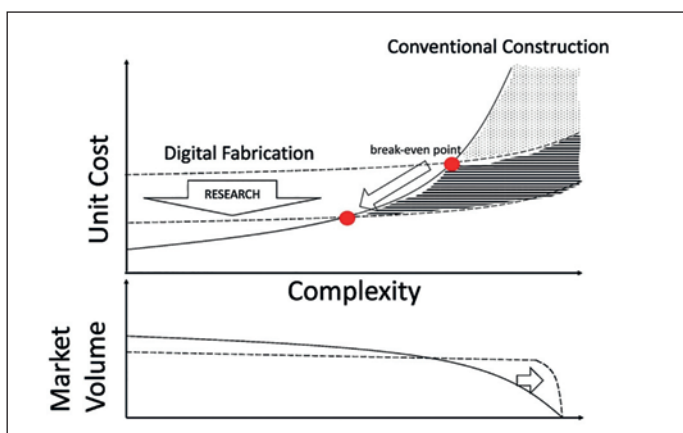 Conventional Construction
break-even point
Digital Fabrication
RESEARCH
Unit Cost
Complexity
Market
Volume